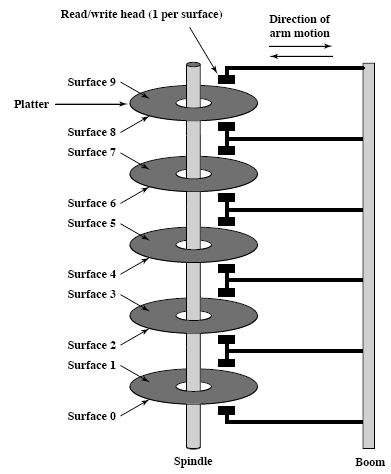 Read/write head (1 per surface)
Direction of
arm motion
Surface 9
Platter
Surface 8
Surface 7
Surface 6
Surface 5
Surface 4
Surface 3
Surface 2
Surface 1
Surface 0
Spindle
Boom